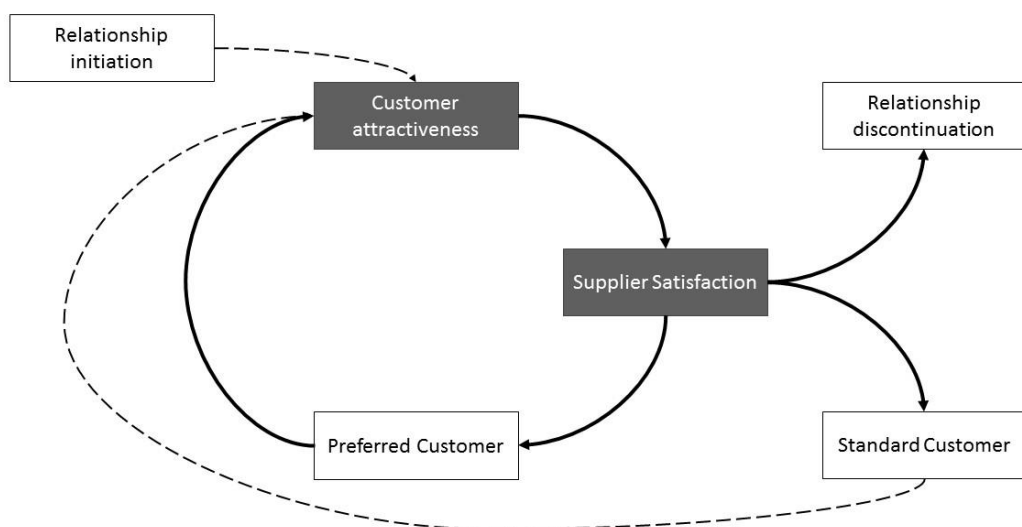 Relationship
initiation
Customer
attractiveness
Relationship
discontinuation
Supplier Satisfaction
Preferred Customer
Standard Customer